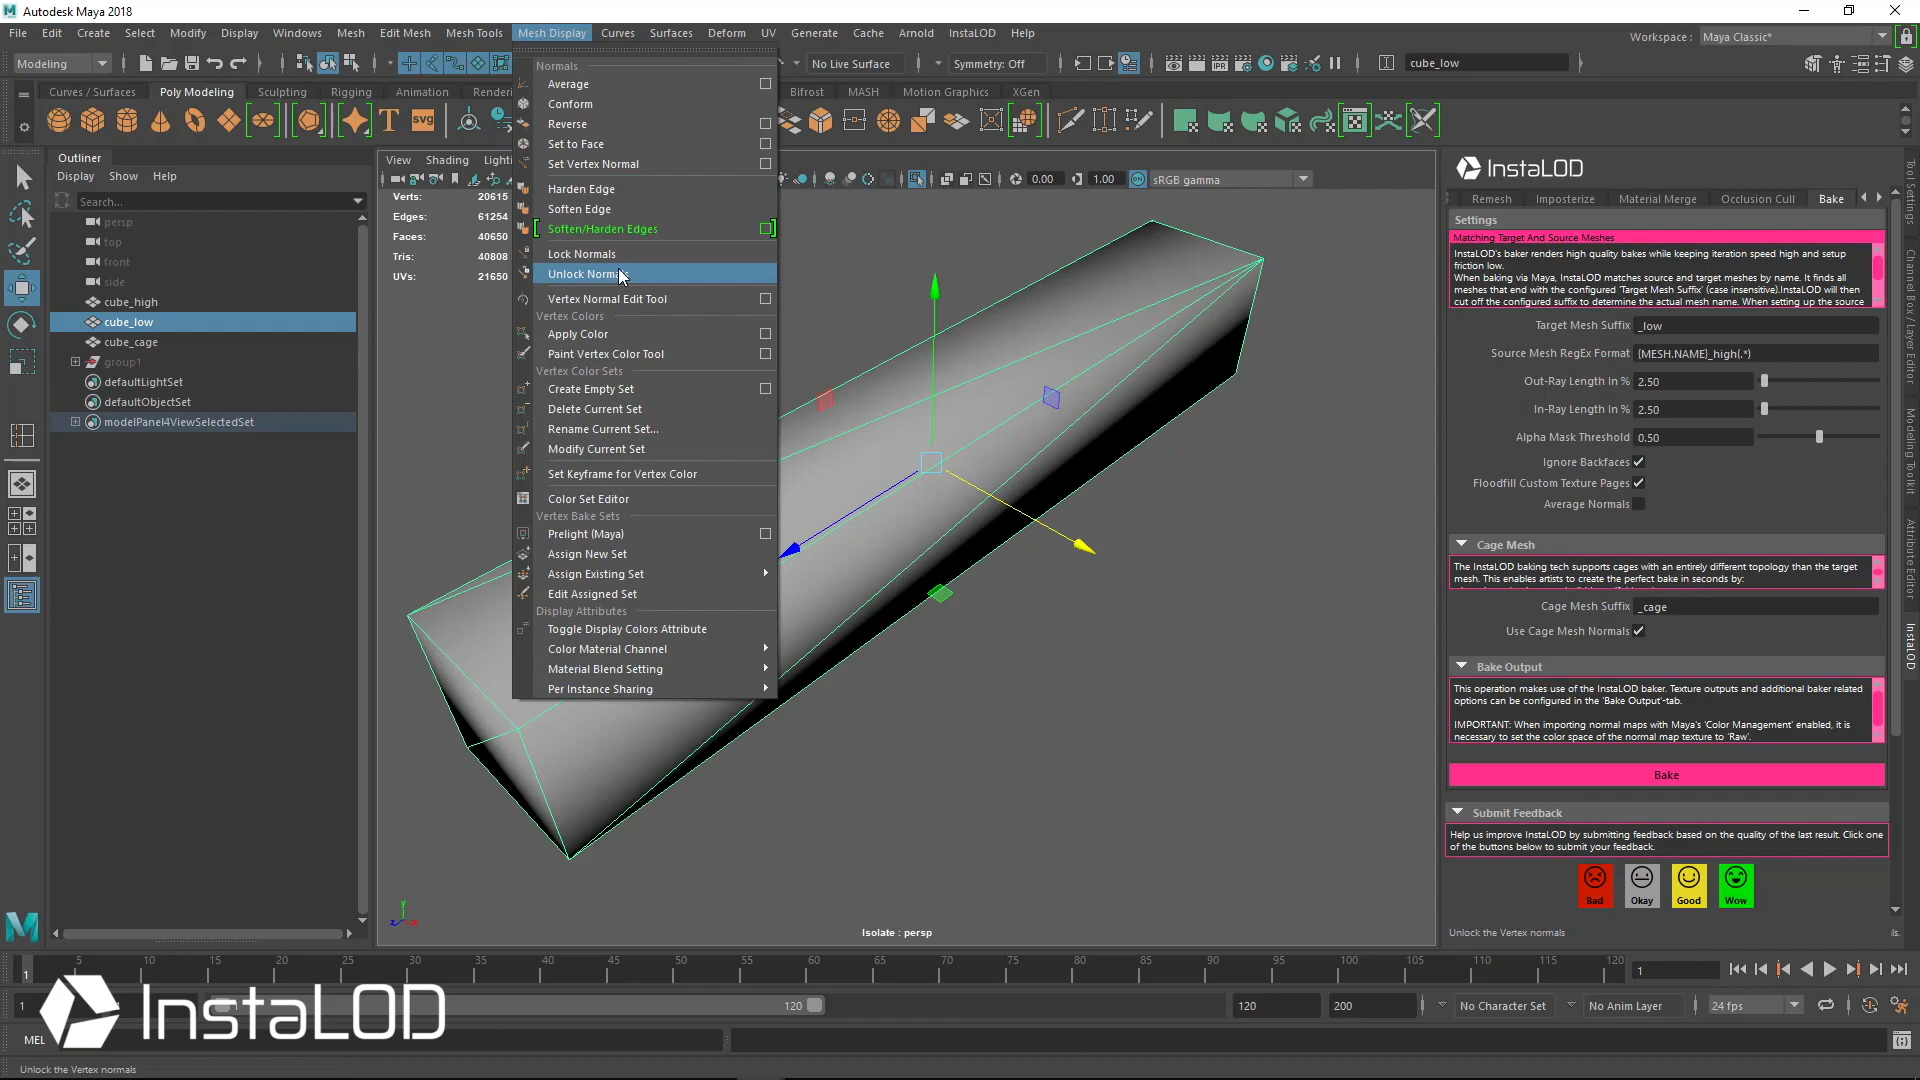 Autodesk Maya 2018
File Edit Create Select Modify Display Windows Mesh Edit Mesh Mesh Tools Mesh Display Curves Surfaces Deform UV Generate Cache Arnold InstaLOD Help
Workspace : Maya Classic*
Modeling
No Live Surface
Symmetry: Off
cube_low
Curves / Surfaces Poly Modeling Sculpting Rigging Animation Renderi Bifrost MASH Motion Graphics XGen
T svg
IPR
Outliner
Display Show Help
Search...
persp
top
front
side
cube_high
cube_low
cube_cage
group1
defaultLightSet
defaultObjectSet
modelPanel4ViewSelectedSet
View Shading Lighti
0.00 1.00 ON sRGB gamma
Verts: 20615
Edges: 61254
Faces: 40650
Tris: 40808
UVs: 21650
Normals
Average
Conform
Reverse
Set to Face
Set Vertex Normal
Harden Edge
Soften Edge
Soften/Harden Edges
Lock Normals
Unlock Normals
Vertex Normal Edit Tool
Vertex Colors
Apply Color
Paint Vertex Color Tool
Vertex Color Sets
Create Empty Set
Delete Current Set
Rename Current Set...
Modify Current Set
Set Keyframe for Vertex Color
Color Set Editor
Vertex Bake Sets
Prelight (Maya)
Assign New Set
Assign Existing Set
Edit Assigned Set
Display Attributes
Toggle Display Colors Attribute
Color Material Channel
Material Blend Setting
Per Instance Sharing
y
z x
Isolate : persp
InstaLOD
Remesh Imposterize Material Merge Occlusion Cull Bake
Settings
Matching Target And Source Meshes
InstaLOD's baker renders high quality bakes while keeping iteration speed high and setup
friction low.
When baking via Maya, InstaLOD matches source and target meshes by name. It finds all
meshes that end with the configured 'Target Mesh Suffix' (case insensitive).InstaLOD will then
cut off the configured suffix to determine the actual mesh name. When setting up the source
Target Mesh Suffix _low
Source Mesh RegEx Format {MESH.NAME}_high(.*)
Out-Ray Length In % 2.50
In-Ray Length In % 2.50
Alpha Mask Threshold 0.50
Ignore Backfaces
Floodfill Custom Texture Pages
Average Normals
Cage Mesh
The InstaLOD baking tech supports cages with an entirely different topology than the target
mesh. This enables artists to create the perfect bake in seconds by:
Cage Mesh Suffix _cage
Use Cage Mesh Normals
Bake Output
This operation makes use of the InstaLOD baker. Texture outputs and additional baker related
options can be configured in the 'Bake Output'-tab.
IMPORTANT: When importing normal maps with Maya's 'Color Management' enabled, it is
necessary to set the color space of the normal map texture to 'Raw'.
Bake
Submit Feedback
Help us improve InstaLOD by submitting feedback based on the quality of the last result. Click one
of the buttons below to submit your feedback.
Bad Okay Good Wow
Unlock the Vertex normals
ls.
Tool Settings
Channel Box / Layer Editor
Modeling Toolkit
Attribute Editor
InstaLOD
5 10 15 20 25 30 35 40 45 50 55 60 65 70 75 80 85 90 95 100 105 110 115 120
1
1
1
120
120
200
No Character Set
No Anim Layer
24 fps
InstaLOD
MEL
Unlock the Vertex normals